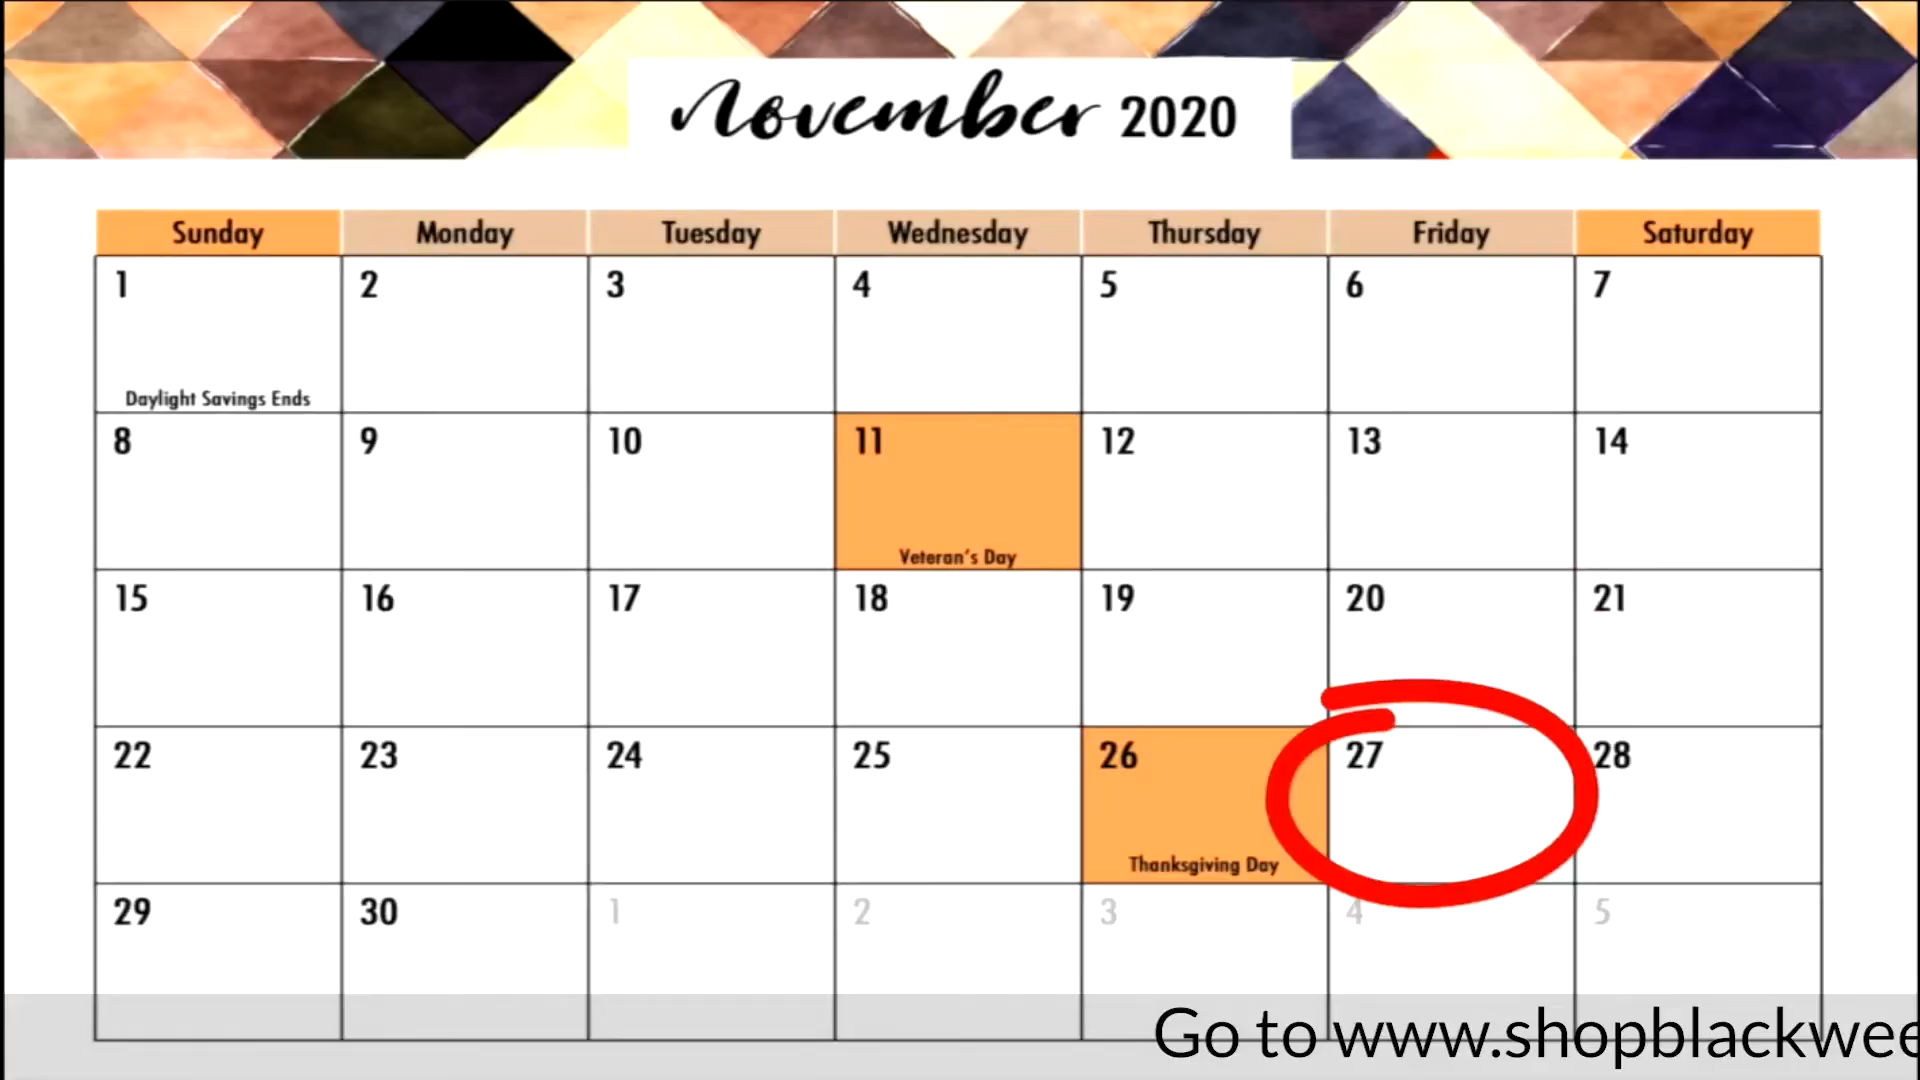 November 2020
Sunday Monday Tuesday Wednesday Thursday Friday Saturday
1 2 3 4 5 6 7
Daylight Savings Ends
8 9 10 11 12 13 14
Veteran's Day
15 16 17 18 19 20 21
22 23 24 25 26 27 28
Thanksgiving Day
29 30 1 2 3 4 5
Go to www.shopblackwee